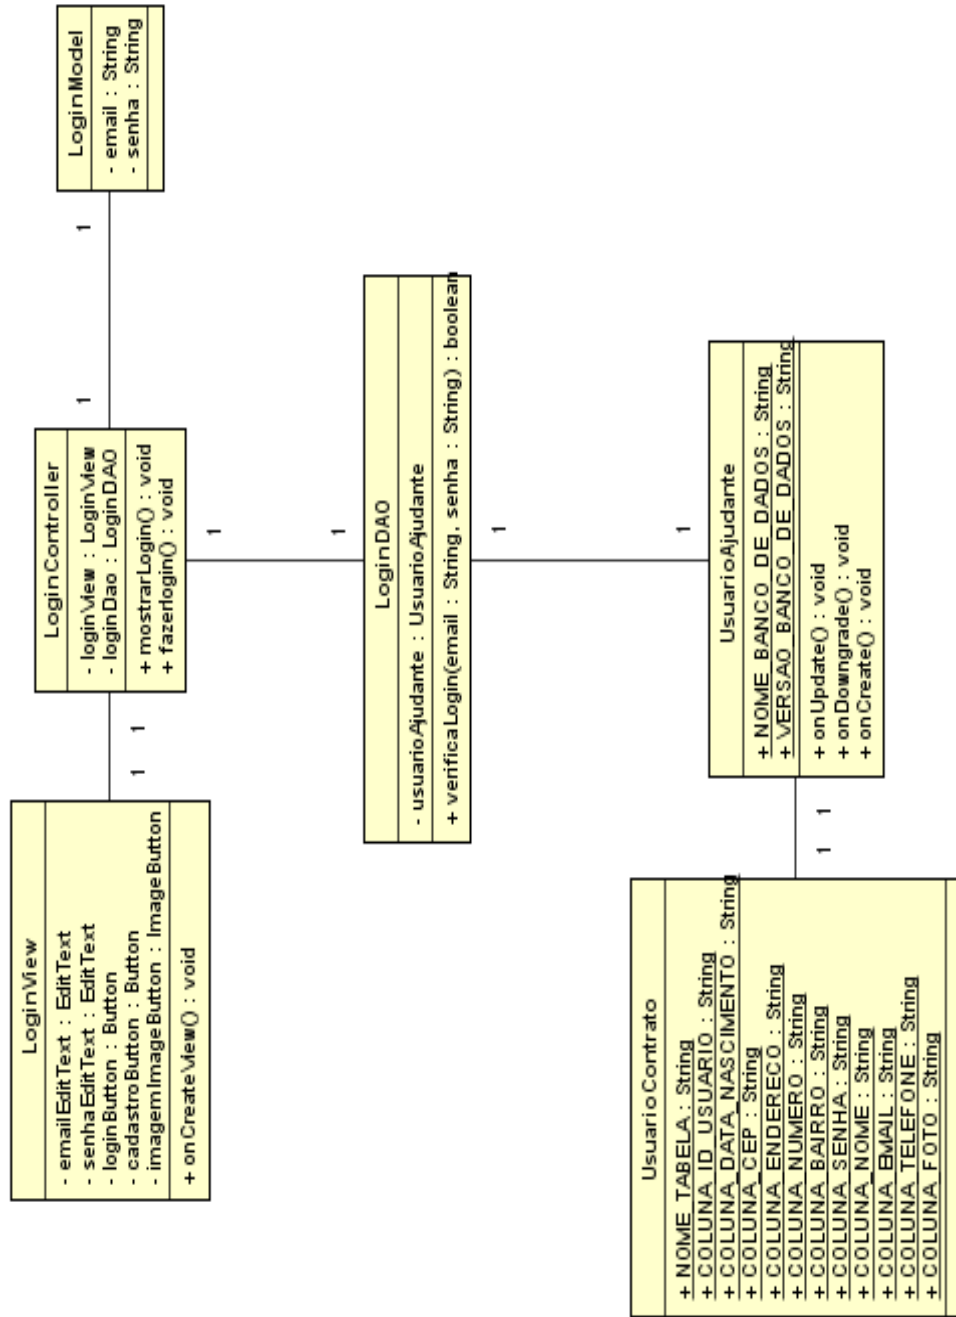 LoginView
- emailEditText : EditText
- senhaEditText : EditText
- loginButton : Button
- cadastroButton : Button
- imagemImageButton : ImageButton
+ onCreateView() : void
1
1
LoginController
- loginView : LoginView
- loginDao : LoginDAO
+ mostrarLogin() : void
+ fazerlogin() : void
1
1
LoginModel
- email : String
- senha : String
1
1
LoginDAO
- usuarioAjudante : UsuarioAjudante
+ verificaLogin(email : String, senha : String) : boolean
1
1
UsuarioContrato
+ NOME_TABELA : String
+ COLUNA_ID_USUARIO : String
+ COLUNA_DATA_NASCIMENTO : String
+ COLUNA_CEP : String
+ COLUNA_ENDERECO : String
+ COLUNA_NUMERO : String
+ COLUNA_BAIRRO : String
+ COLUNA_SENHA : String
+ COLUNA_NOME : String
+ COLUNA_EMAIL : String
+ COLUNA_TELEFONE : String
+ COLUNA_FOTO : String
1
1
UsuarioAjudante
+ NOME_BANCO_DE_DADOS : String
+ VERSAO_BANCO_DE_DADOS : String
+ onUpdate() : void
+ onDowngrade() : void
+ onCreate() : void